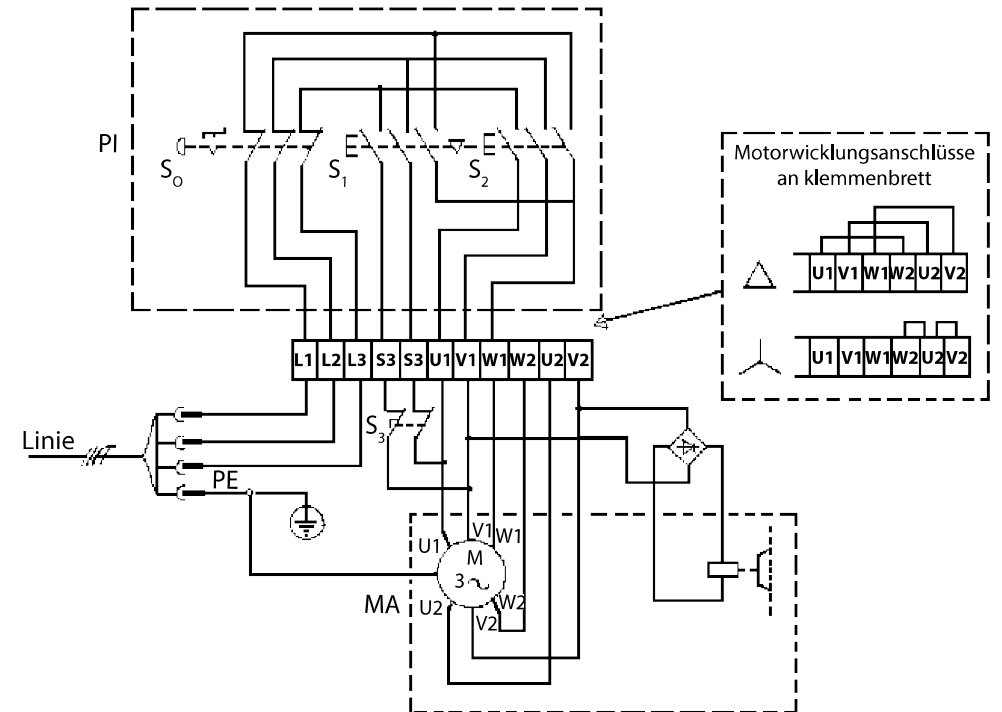 PI
S0
S1
S2
Motorwicklungsanschlüsse
an klemmenbrett
U1 V1 W1 W2 U2 V2
U1 V1 W1 W2 U2 V2
L1 L2 L3 S3 S3 U1 V1 W1 W2 U2 V2
S3
Linie
PE
U1 V1 W1
M
3
MA
U2 V2 W2